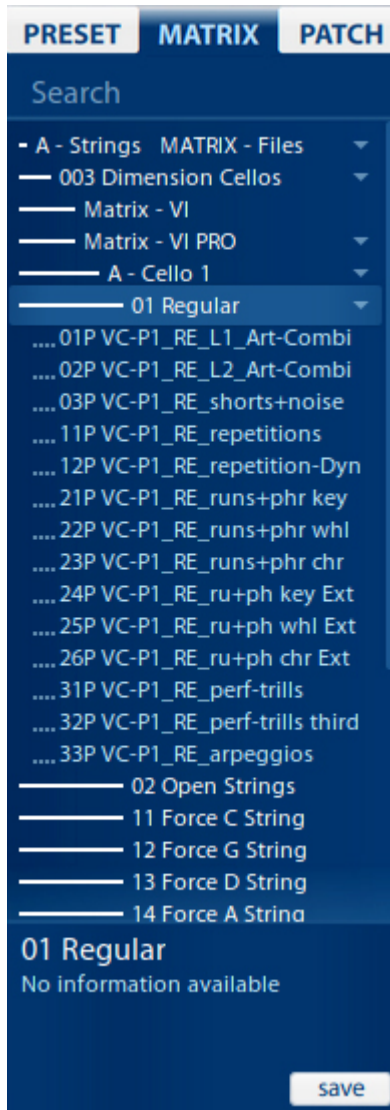 PRESET MATRIX PATCH
Search
- A - Strings MATRIX - Files
003 Dimension Cellos
Matrix - VI
Matrix - VI PRO
A - Cello 1
01 Regular
....01P VC-P1_RE_L1_Art-Combi
....02P VC-P1_RE_L2_Art-Combi
....03P VC-P1_RE_shorts+noise
....11P VC-P1_RE_repetitions
....12P VC-P1_RE_repetition-Dyn
....21P VC-P1_RE_runs+phr key
....22P VC-P1_RE_runs+phr whl
....23P VC-P1_RE_runs+phr chr
....24P VC-P1_RE_ru+ph key Ext
....25P VC-P1_RE_ru+ph whl Ext
....26P VC-P1_RE_ru+ph chr Ext
....31P VC-P1_RE_perf-trills
....32P VC-P1_RE_perf-trills third
....33P VC-P1_RE_arpeggios
02 Open Strings
11 Force C String
12 Force G String
13 Force D String
14 Force A String
01 Regular
No information available
save